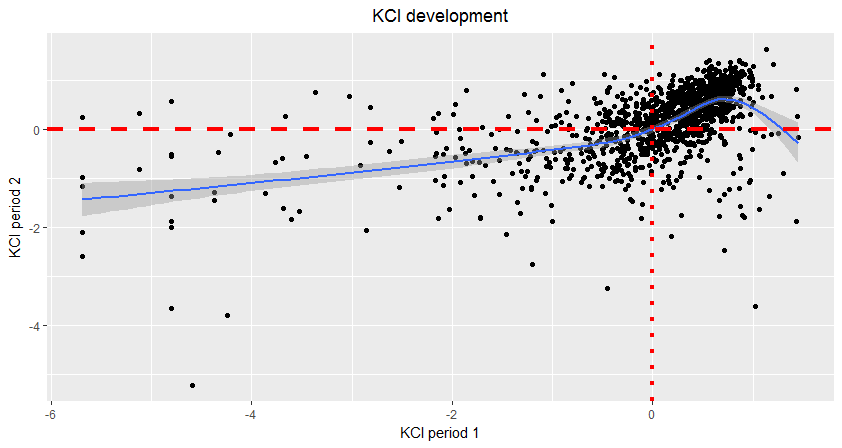 KCI development
KCI period 2
0
-2
-4
-6
-4
-2
0
KCI period 1